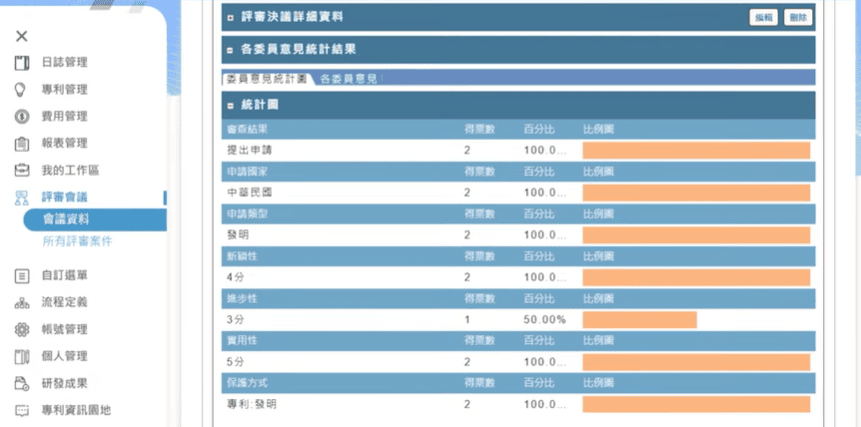 日誌管理
專利管理
費用管理
報表管理
我的工作區
評審會議
會議資料
所有評審案件
自訂選單
流程定義
帳號管理
個人管理
研發成果
專利資訊園地
評審決議詳細資料 編輯 刪除
各委員意見統計結果
委員意見統計圖 各委員意見
統計圖
審查結果 得票數 百分比 比例圖
提出申請 2 100.0...
申請國家 得票數 百分比 比例圖
中華民國 2 100.0...
申請類型 得票數 百分比 比例圖
發明 2 100.0...
新穎性 得票數 百分比 比例圖
4分 2 100.0...
進步性 得票數 百分比 比例圖
3分 1 50.00%
實用性 得票數 百分比 比例圖
5分 2 100.0...
保護方式 得票數 百分比 比例圖
專利:發明 2 100.0...